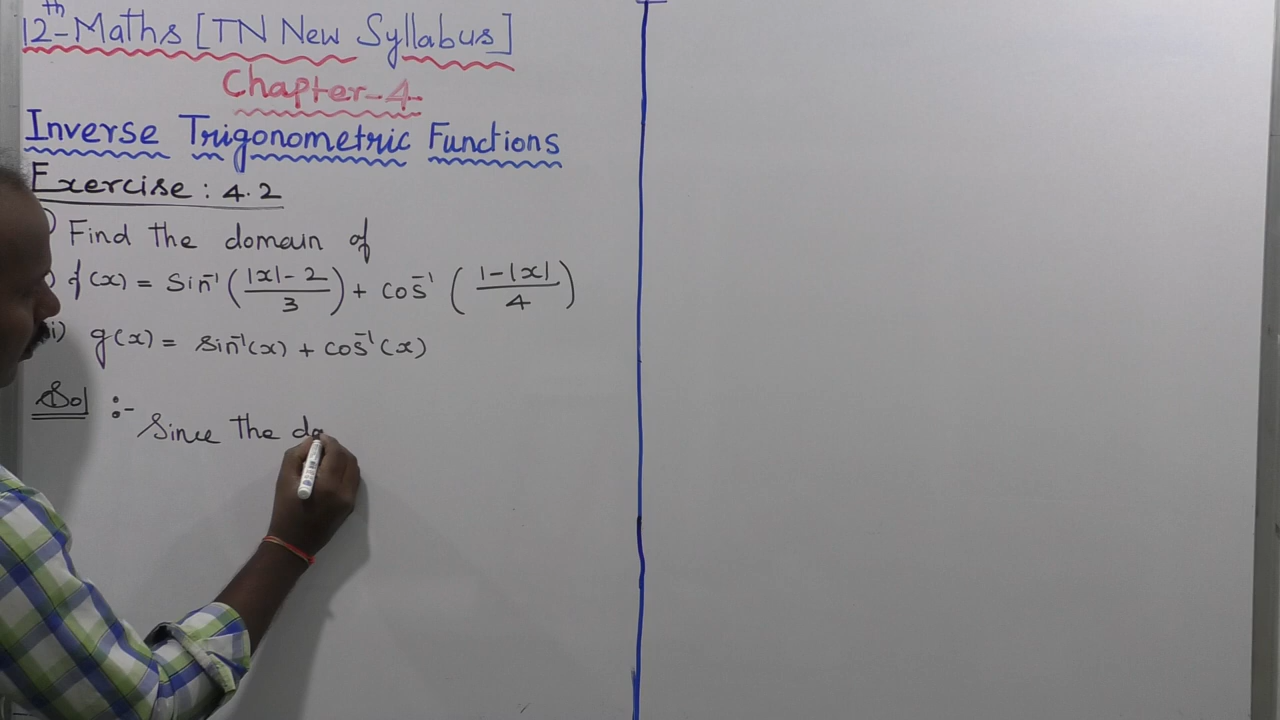 12th - Maths [TN New Syllabus]
Chapter - 4
Inverse Trigonometric Functions
Exercise : 4.2
) Find the domain of
) f(x) = Sin⁻¹(|x| - 2 / 3) + cos⁻¹(1 - |x| / 4)
ii) g(x) = sin⁻¹(x) + cos⁻¹(x)
Sol :-
Since the do